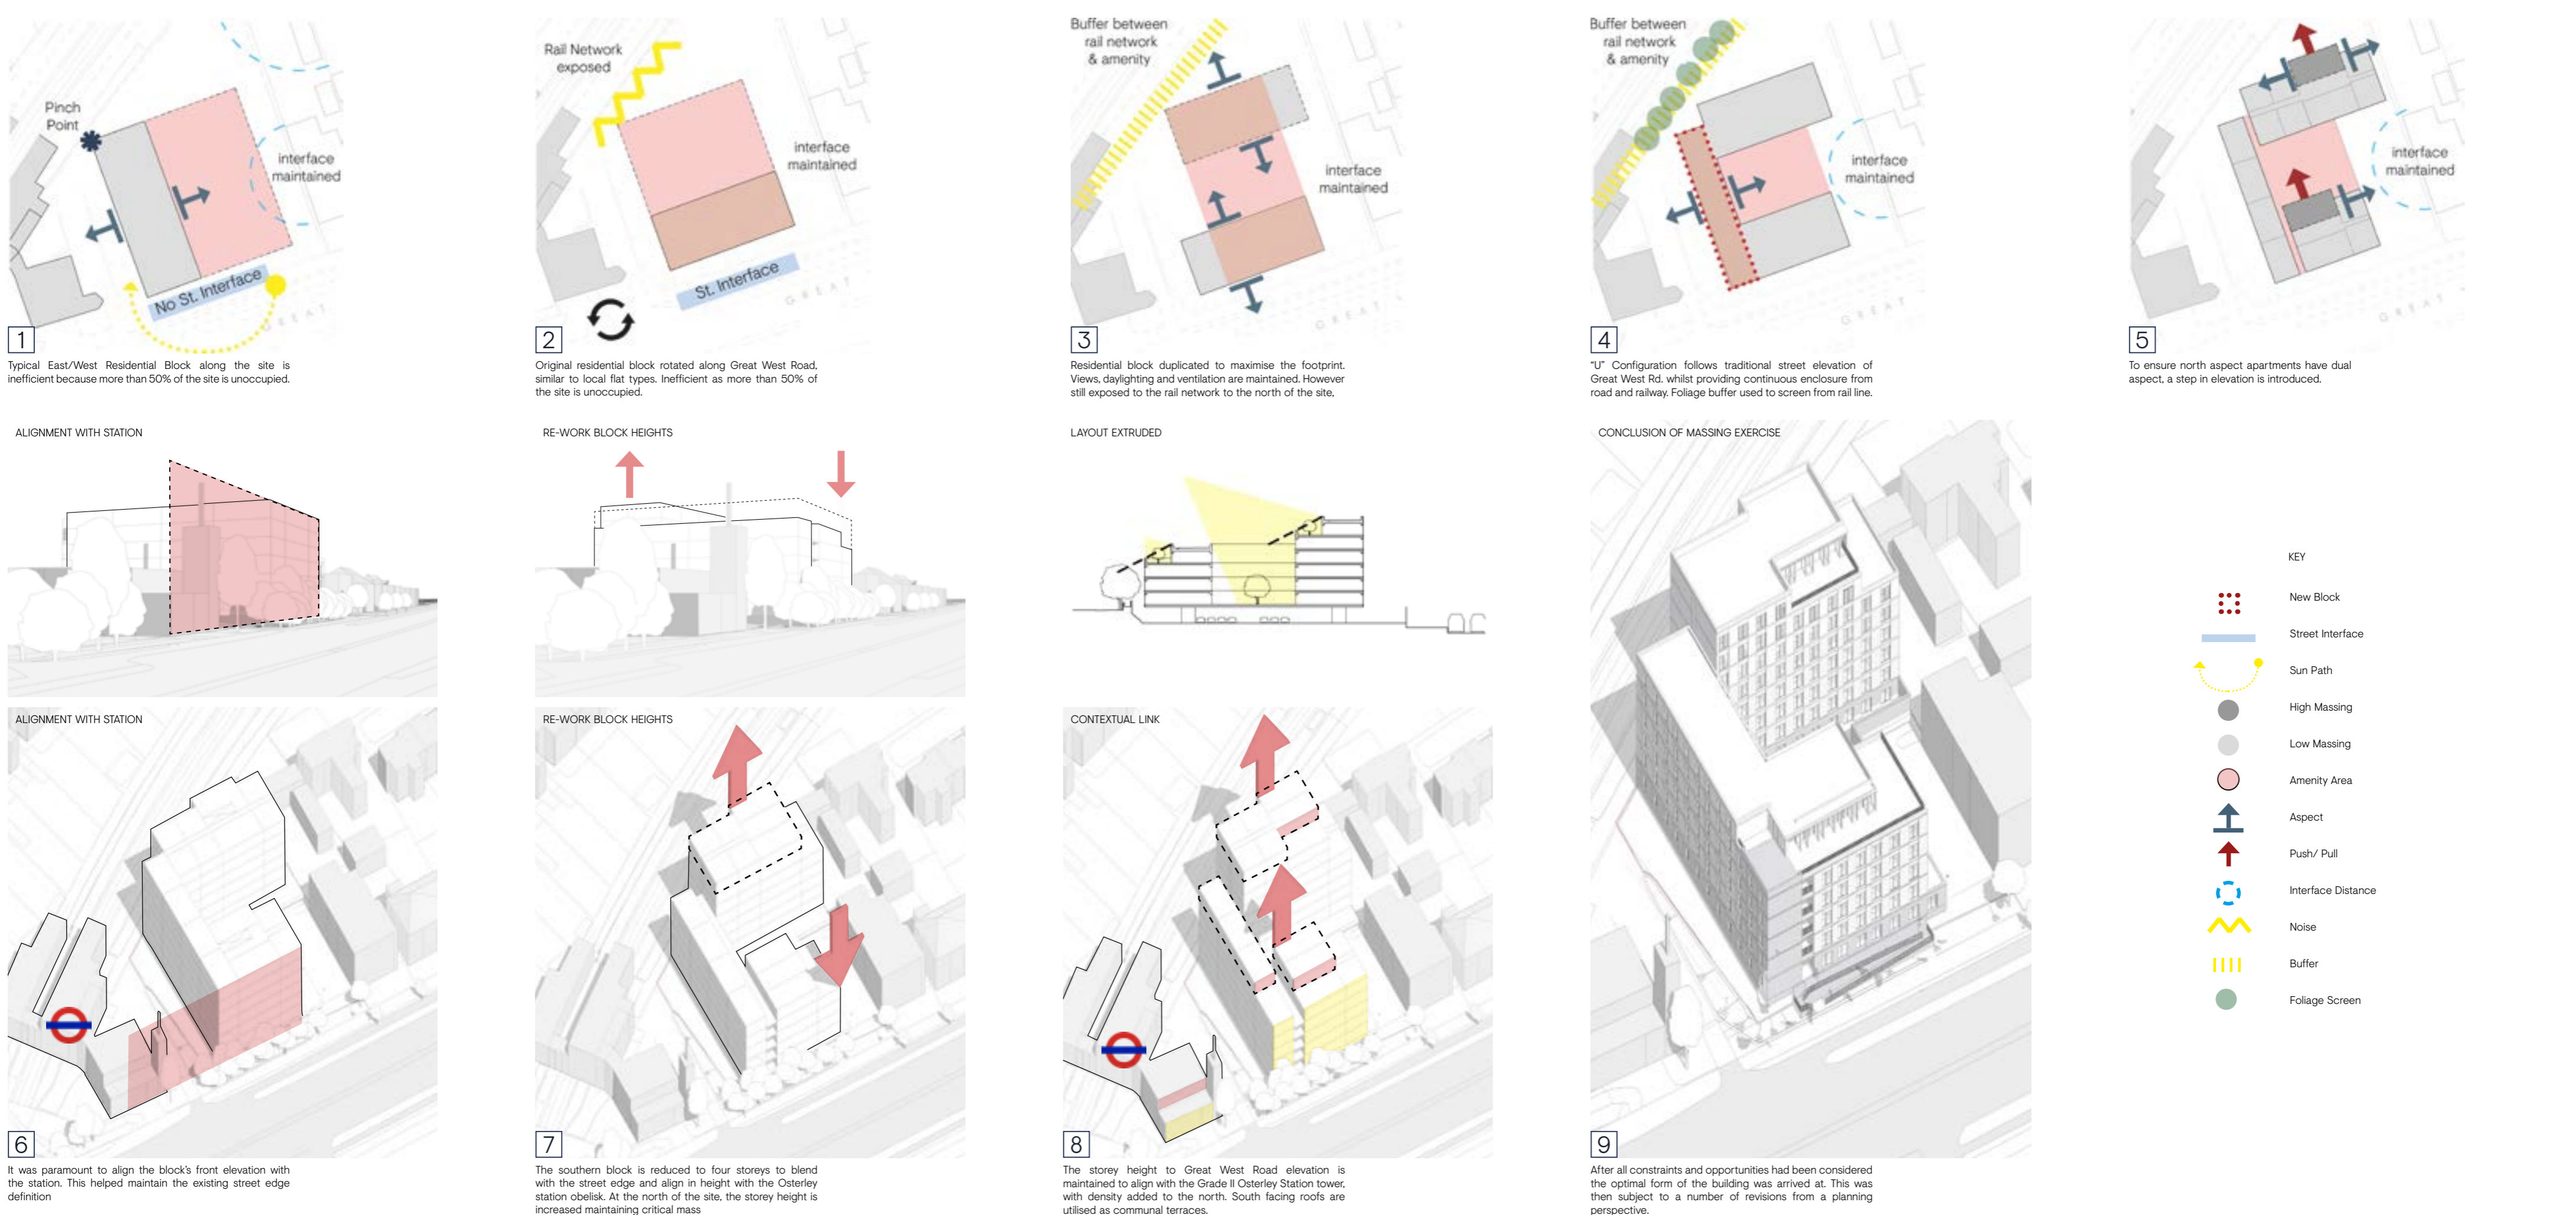 Pinch
Point
interface
maintained
No St. Interface
GREAT
1
Typical East/West Residential Block along the site is
inefficient because more than 50% of the site is unoccupied.
Rail Network
exposed
interface
maintained
St. Interface
GREAT
2
Original residential block rotated along Great West Road,
similar to local flat types. Inefficient as more than 50% of
the site is unoccupied.
Buffer between
rail network
& amenity
interface
maintained
GREAT
3
Residential block duplicated to maximise the footprint.
Views, daylighting and ventilation are maintained. However
still exposed to the rail network to the north of the site,
Buffer between
rail network
& amenity
interface
maintained
GREAT
4
“U” Configuration follows traditional street elevation of
Great West Rd. whilst providing continuous enclosure from
road and railway. Foliage buffer used to screen from rail line.
interface
maintained
GREAT
5
To ensure north aspect apartments have dual
aspect, a step in elevation is introduced.
ALIGNMENT WITH STATION
RE-WORK BLOCK HEIGHTS
LAYOUT EXTRUDED
CONCLUSION OF MASSING EXERCISE
ALIGNMENT WITH STATION
6
It was paramount to align the block’s front elevation with
the station. This helped maintain the existing street edge
definition
RE-WORK BLOCK HEIGHTS
7
The southern block is reduced to four storeys to blend
with the street edge and align in height with the Osterley
station obelisk. At the north of the site, the storey height is
increased maintaining critical mass
CONTEXTUAL LINK
8
The storey height to Great West Road elevation is
maintained to align with the Grade II Osterley Station tower,
with density added to the north. South facing roofs are
utilised as communal terraces.
9
After all constraints and opportunities had been considered
the optimal form of the building was arrived at. This was
then subject to a number of revisions from a planning
perspective.
KEY
New Block
Street Interface
Sun Path
High Massing
Low Massing
Amenity Area
Aspect
Push/ Pull
Interface Distance
Noise
Buffer
Foliage Screen